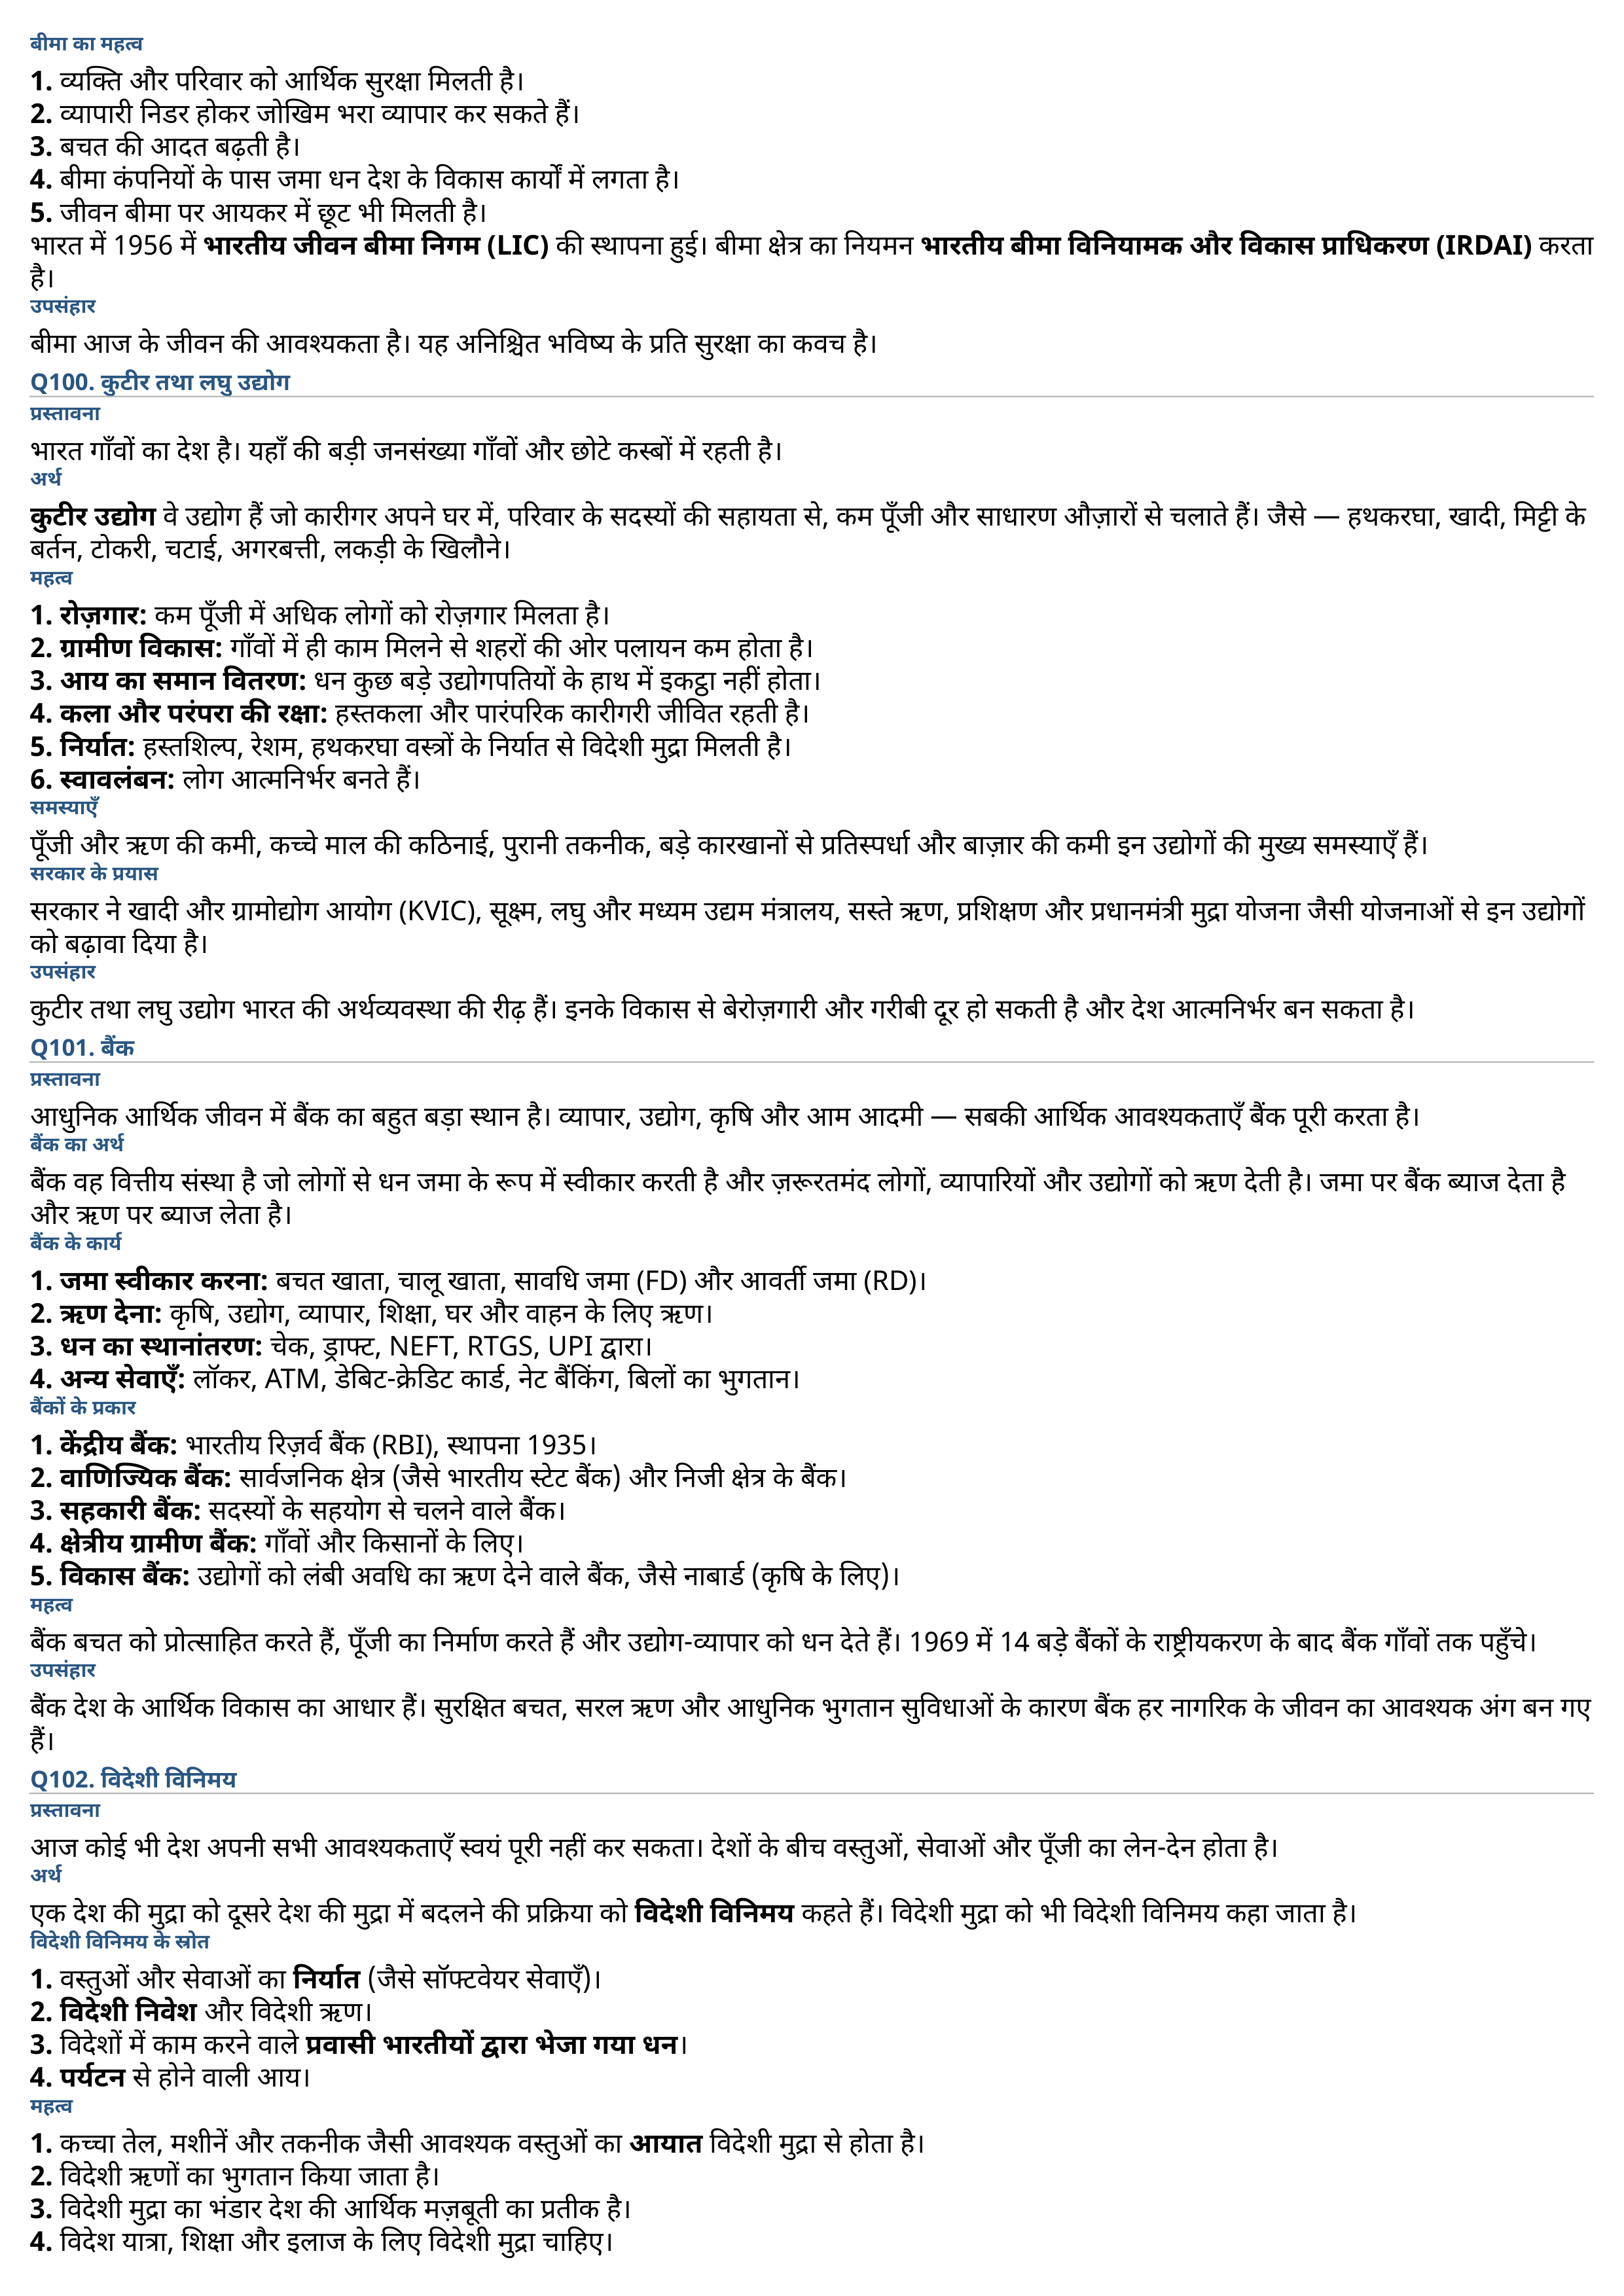 बीमा का महत्व
1. व्यक्ति और परिवार को आर्थिक सुरक्षा मिलती है।
2. व्यापारी निडर होकर जोखिम भरा व्यापार कर सकते हैं।
3. बचत की आदत बढ़ती है।
4. बीमा कंपनियों के पास जमा धन देश के विकास कार्यों में लगता है।
5. जीवन बीमा पर आयकर में छूट भी मिलती है।
भारत में 1956 में भारतीय जीवन बीमा निगम (LIC) की स्थापना हुई। बीमा क्षेत्र का नियमन भारतीय बीमा विनियामक और विकास प्राधिकरण (IRDAI) करता
है।
उपसंहार
बीमा आज के जीवन की आवश्यकता है। यह अनिश्चित भविष्य के प्रति सुरक्षा का कवच है।
Q100. कुटीर तथा लघु उद्योग
प्रस्तावना
भारत गाँवों का देश है। यहाँ की बड़ी जनसंख्या गाँवों और छोटे कस्बों में रहती है।
अर्थ
कुटीर उद्योग वे उद्योग हैं जो कारीगर अपने घर में, परिवार के सदस्यों की सहायता से, कम पूँजी और साधारण औज़ारों से चलाते हैं। जैसे — हथकरघा, खादी, मिट्टी के
बर्तन, टोकरी, चटाई, अगरबत्ती, लकड़ी के खिलौने।
महत्व
1. रोज़गार: कम पूँजी में अधिक लोगों को रोज़गार मिलता है।
2. ग्रामीण विकास: गाँवों में ही काम मिलने से शहरों की ओर पलायन कम होता है।
3. आय का समान वितरण: धन कुछ बड़े उद्योगपतियों के हाथ में इकट्ठा नहीं होता।
4. कला और परंपरा की रक्षा: हस्तकला और पारंपरिक कारीगरी जीवित रहती है।
5. निर्यात: हस्तशिल्प, रेशम, हथकरघा वस्त्रों के निर्यात से विदेशी मुद्रा मिलती है।
6. स्वावलंबन: लोग आत्मनिर्भर बनते हैं।
समस्याएँ
पूँजी और ऋण की कमी, कच्चे माल की कठिनाई, पुरानी तकनीक, बड़े कारखानों से प्रतिस्पर्धा और बाज़ार की कमी इन उद्योगों की मुख्य समस्याएँ हैं।
सरकार के प्रयास
सरकार ने खादी और ग्रामोद्योग आयोग (KVIC), सूक्ष्म, लघु और मध्यम उद्यम मंत्रालय, सस्ते ऋण, प्रशिक्षण और प्रधानमंत्री मुद्रा योजना जैसी योजनाओं से इन उद्योगों
को बढ़ावा दिया है।
उपसंहार
कुटीर तथा लघु उद्योग भारत की अर्थव्यवस्था की रीढ़ हैं। इनके विकास से बेरोज़गारी और गरीबी दूर हो सकती है और देश आत्मनिर्भर बन सकता है।
Q101. बैंक
प्रस्तावना
आधुनिक आर्थिक जीवन में बैंक का बहुत बड़ा स्थान है। व्यापार, उद्योग, कृषि और आम आदमी — सबकी आर्थिक आवश्यकताएँ बैंक पूरी करता है।
बैंक का अर्थ
बैंक वह वित्तीय संस्था है जो लोगों से धन जमा के रूप में स्वीकार करती है और ज़रूरतमंद लोगों, व्यापारियों और उद्योगों को ऋण देती है। जमा पर बैंक ब्याज देता है
और ऋण पर ब्याज लेता है।
बैंक के कार्य
1. जमा स्वीकार करना: बचत खाता, चालू खाता, सावधि जमा (FD) और आवर्ती जमा (RD)।
2. ऋण देना: कृषि, उद्योग, व्यापार, शिक्षा, घर और वाहन के लिए ऋण।
3. धन का स्थानांतरण: चेक, ड्राफ्ट, NEFT, RTGS, UPI द्वारा।
4. अन्य सेवाएँ: लॉकर, ATM, डेबिट-क्रेडिट कार्ड, नेट बैंकिंग, बिलों का भुगतान।
बैंकों के प्रकार
1. केंद्रीय बैंक: भारतीय रिज़र्व बैंक (RBI), स्थापना 1935।
2. वाणिज्यिक बैंक: सार्वजनिक क्षेत्र (जैसे भारतीय स्टेट बैंक) और निजी क्षेत्र के बैंक।
3. सहकारी बैंक: सदस्यों के सहयोग से चलने वाले बैंक।
4. क्षेत्रीय ग्रामीण बैंक: गाँवों और किसानों के लिए।
5. विकास बैंक: उद्योगों को लंबी अवधि का ऋण देने वाले बैंक, जैसे नाबार्ड (कृषि के लिए)।
महत्व
बैंक बचत को प्रोत्साहित करते हैं, पूँजी का निर्माण करते हैं और उद्योग-व्यापार को धन देते हैं। 1969 में 14 बड़े बैंकों के राष्ट्रीयकरण के बाद बैंक गाँवों तक पहुँचे।
उपसंहार
बैंक देश के आर्थिक विकास का आधार हैं। सुरक्षित बचत, सरल ऋण और आधुनिक भुगतान सुविधाओं के कारण बैंक हर नागरिक के जीवन का आवश्यक अंग बन गए
हैं।
Q102. विदेशी विनिमय
प्रस्तावना
आज कोई भी देश अपनी सभी आवश्यकताएँ स्वयं पूरी नहीं कर सकता। देशों के बीच वस्तुओं, सेवाओं और पूँजी का लेन-देन होता है।
अर्थ
एक देश की मुद्रा को दूसरे देश की मुद्रा में बदलने की प्रक्रिया को विदेशी विनिमय कहते हैं। विदेशी मुद्रा को भी विदेशी विनिमय कहा जाता है।
विदेशी विनिमय के स्रोत
1. वस्तुओं और सेवाओं का निर्यात (जैसे सॉफ्टवेयर सेवाएँ)।
2. विदेशी निवेश और विदेशी ऋण।
3. विदेशों में काम करने वाले प्रवासी भारतीयों द्वारा भेजा गया धन।
4. पर्यटन से होने वाली आय।
महत्व
1. कच्चा तेल, मशीनें और तकनीक जैसी आवश्यक वस्तुओं का आयात विदेशी मुद्रा से होता है।
2. विदेशी ऋणों का भुगतान किया जाता है।
3. विदेशी मुद्रा का भंडार देश की आर्थिक मज़बूती का प्रतीक है।
4. विदेश यात्रा, शिक्षा और इलाज के लिए विदेशी मुद्रा चाहिए।